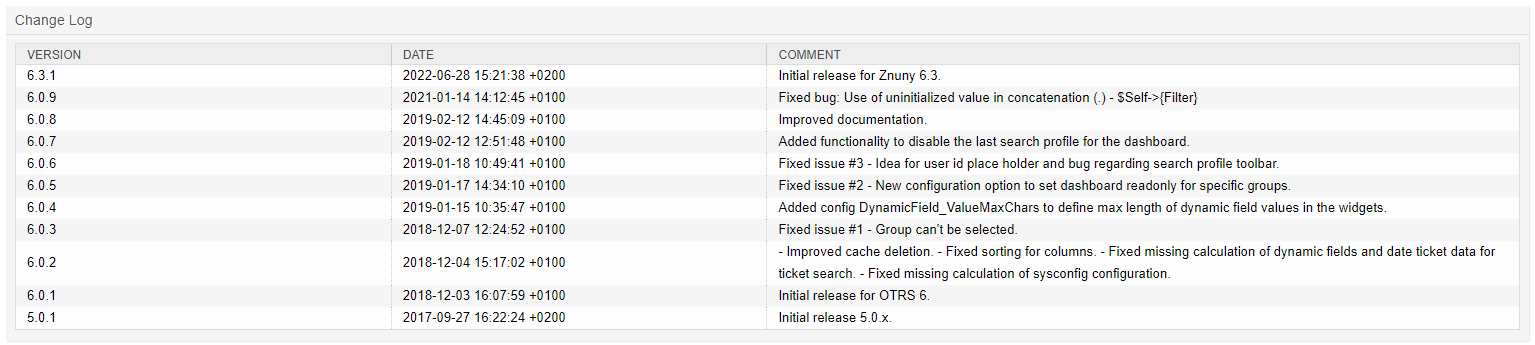 Change Log
VERSION DATE COMMENT
6.3.1 2022-06-28 15:21:38 +0200 Initial release for Znuny 6.3.
6.0.9 2021-01-14 14:12:45 +0100 Fixed bug: Use of uninitialized value in concatenation (.) - $Self->{Filter}
6.0.8 2019-02-12 14:45:09 +0100 Improved documentation.
6.0.7 2019-02-12 12:51:48 +0100 Added functionality to disable the last search profile for the dashboard.
6.0.6 2019-01-18 10:49:41 +0100 Fixed issue #3 - Idea for user id place holder and bug regarding search profile toolbar.
6.0.5 2019-01-17 14:34:10 +0100 Fixed issue #2 - New configuration option to set dashboard readonly for specific groups.
6.0.4 2019-01-15 10:35:47 +0100 Added config DynamicField_ValueMaxChars to define max length of dynamic field values in the widgets.
6.0.3 2018-12-07 12:24:52 +0100 Fixed issue #1 - Group can't be selected.
6.0.2 2018-12-04 15:17:02 +0100 - Improved cache deletion. - Fixed sorting for columns. - Fixed missing calculation of dynamic fields and date ticket data for
ticket search. - Fixed missing calculation of sysconfig configuration.
6.0.1 2018-12-03 16:07:59 +0100 Initial release for OTRS 6.
5.0.1 2017-09-27 16:22:24 +0200 Initial release 5.0.x.